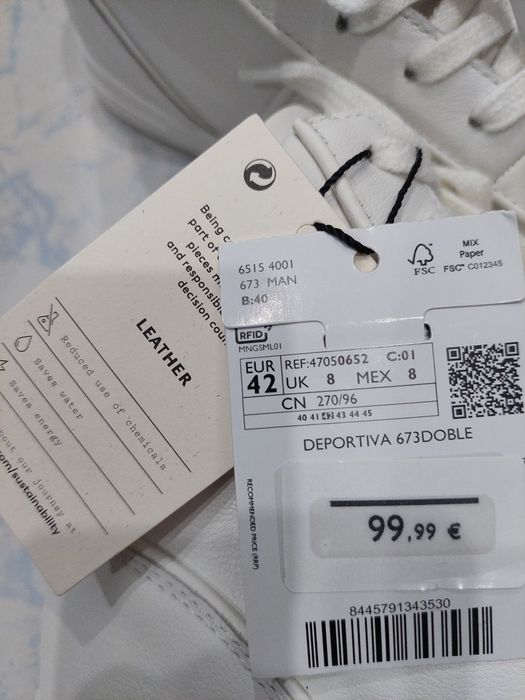 Being
part of
pieces
and responsib
decision cou
LEATHER
Reduced use of chemicals
Saves water
Saves energy
bout our journey at
com/sustainability
6515 4001
673 MAN
B:40
FSC
MIX
Paper
FSC® C012345
RFID
MNGSML01
EUR
42
REF:47050652 C:01
UK 8 MEX 8
CN 270/96
40 41 42 43 44 45
DEPORTIVA 673DOBLE
RECOMMENDED PRICE (RRP)
99,99 €
8445791343530